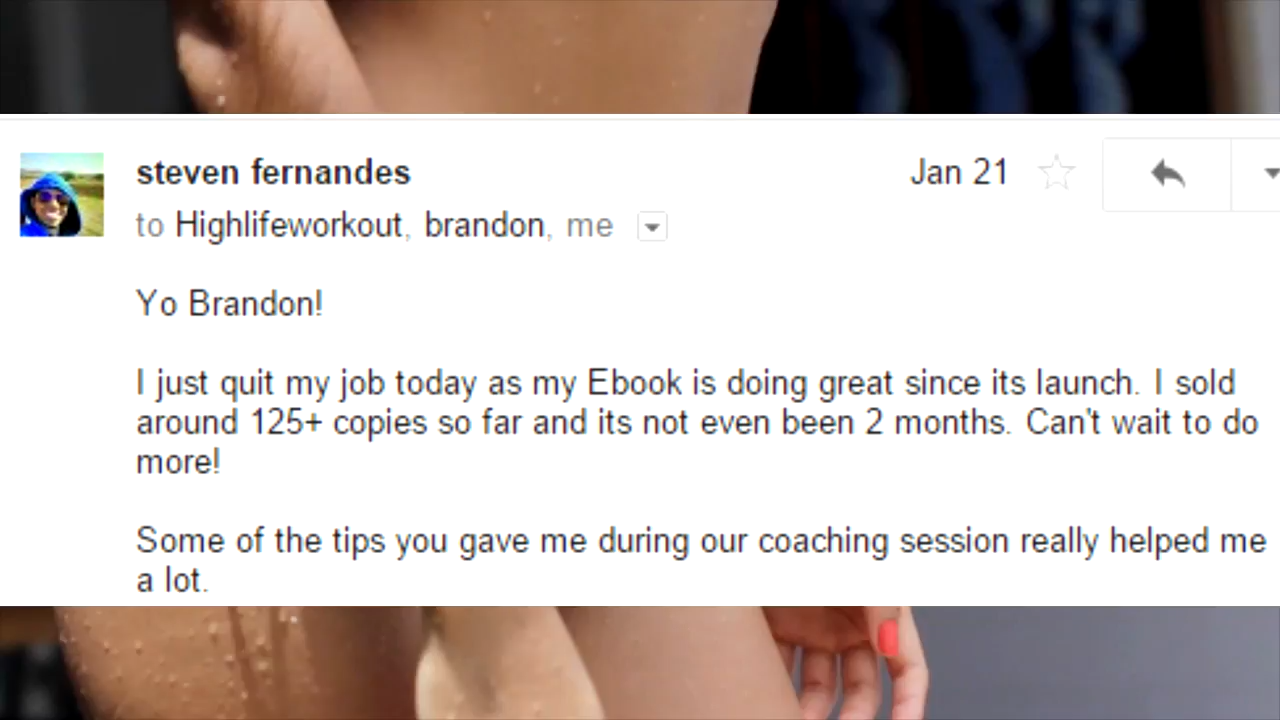 steven fernandes
Jan 21
to Highlifeworkout, brandon, me
Yo Brandon!
I just quit my job today as my Ebook is doing great since its launch. I sold
around 125+ copies so far and its not even been 2 months. Can't wait to do
more!
Some of the tips you gave me during our coaching session really helped me
a lot.